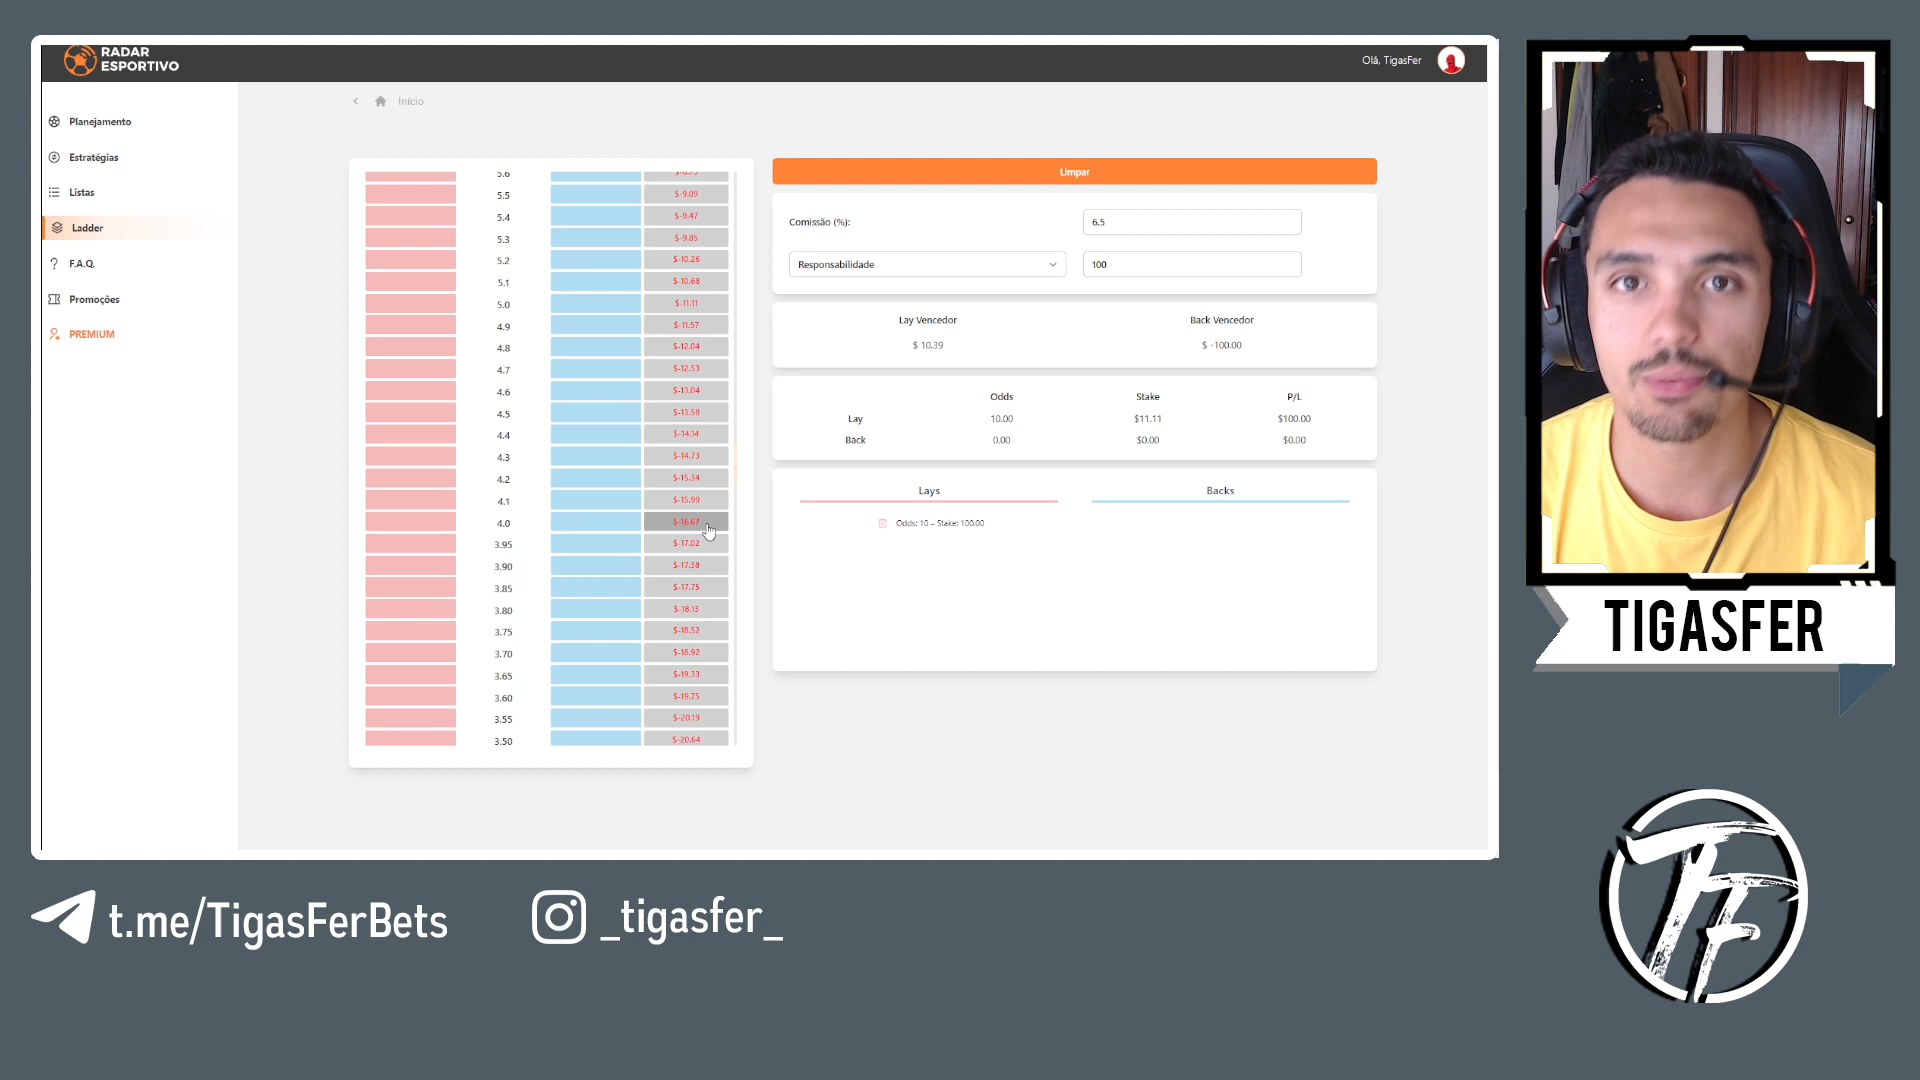 RADAR
ESPORTIVO
Olá, TigasFer
Início
Planejamento
Estratégias
Listas
Ladder
F.A.Q.
Promoções
PREMIUM
5.6
5.5 $-9.09
5.4 $-9.47
5.3 $-9.85
5.2 $-10.26
5.1 $-10.68
5.0 $-11.11
4.9 $-11.57
4.8 $-12.04
4.7 $-12.53
4.6 $-13.04
4.5 $-13.58
4.4 $-14.14
4.3 $-14.73
4.2 $-15.34
4.1 $-15.99
4.0 $-16.67
3.95 $-17.02
3.90 $-17.38
3.85 $-17.75
3.80 $-18.13
3.75 $-18.52
3.70 $-18.92
3.65 $-19.33
3.60 $-19.75
3.55 $-20.19
3.50 $-20.64
Limpar
Comissão (%): 6.5
Responsabilidade 100
Lay Vencedor Back Vencedor
$ 10.39 $ -100.00
Odds Stake P/L
Lay 10.00 $11.11 $100.00
Back 0.00 $0.00 $0.00
Lays Backs
Odds: 10 – Stake: 100.00
TIGASFER
TF
t.me/TigasFerBets
_tigasfer_